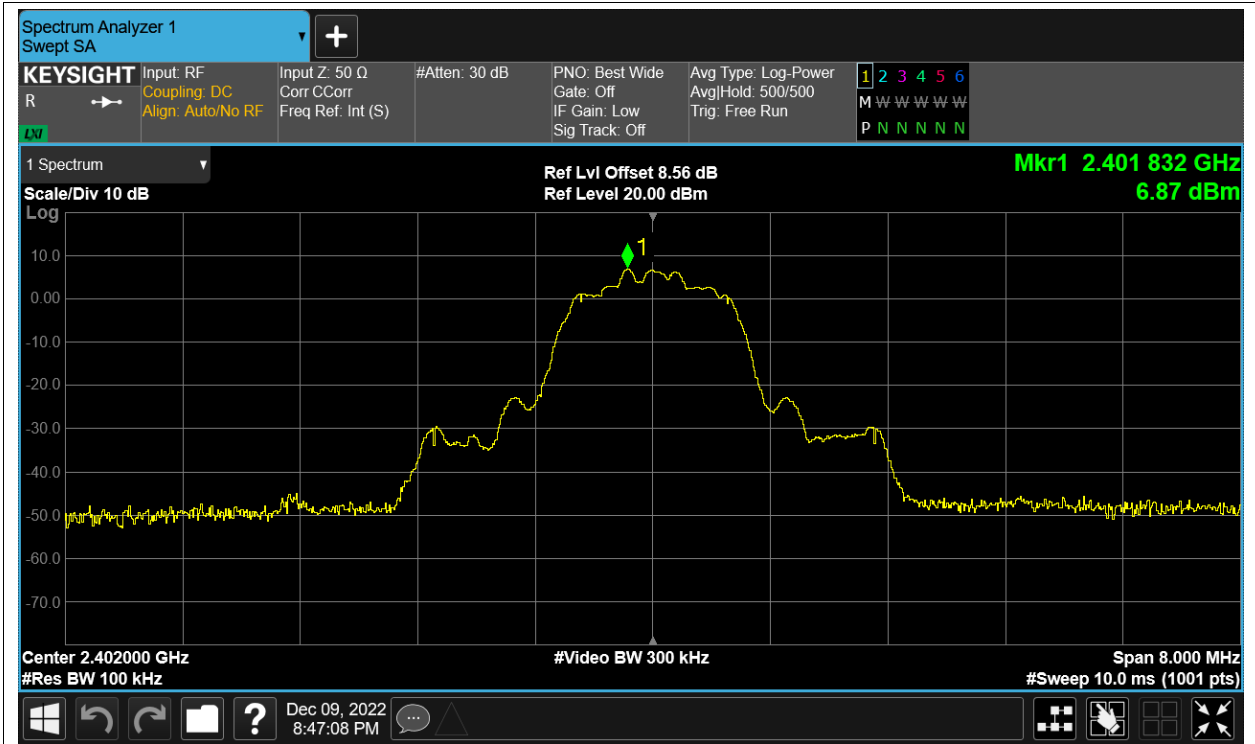 Spectrum Analyzer 1
Swept SA
KEYSIGHT
R
LXI
Input: RF
Coupling: DC
Align: Auto/No RF
Input Z: 50 Ω
Corr CCorr
Freq Ref: Int (S)
#Atten: 30 dB
PNO: Best Wide
Gate: Off
IF Gain: Low
Sig Track: Off
Avg Type: Log-Power
Avg|Hold: 500/500
Trig: Free Run
1 2 3 4 5 6
M W W W W W
P N N N N N
1 Spectrum
Scale/Div 10 dB
Log
Ref Lvl Offset 8.56 dB
Ref Level 20.00 dBm
Mkr1 2.401 832 GHz
6.87 dBm
1
10.0
0.00
-10.0
-20.0
-30.0
-40.0
-50.0
-60.0
-70.0
Center 2.402000 GHz
#Video BW 300 kHz
Span 8.000 MHz
#Res BW 100 kHz
#Sweep 10.0 ms (1001 pts)
?
Dec 09, 2022
8:47:08 PM